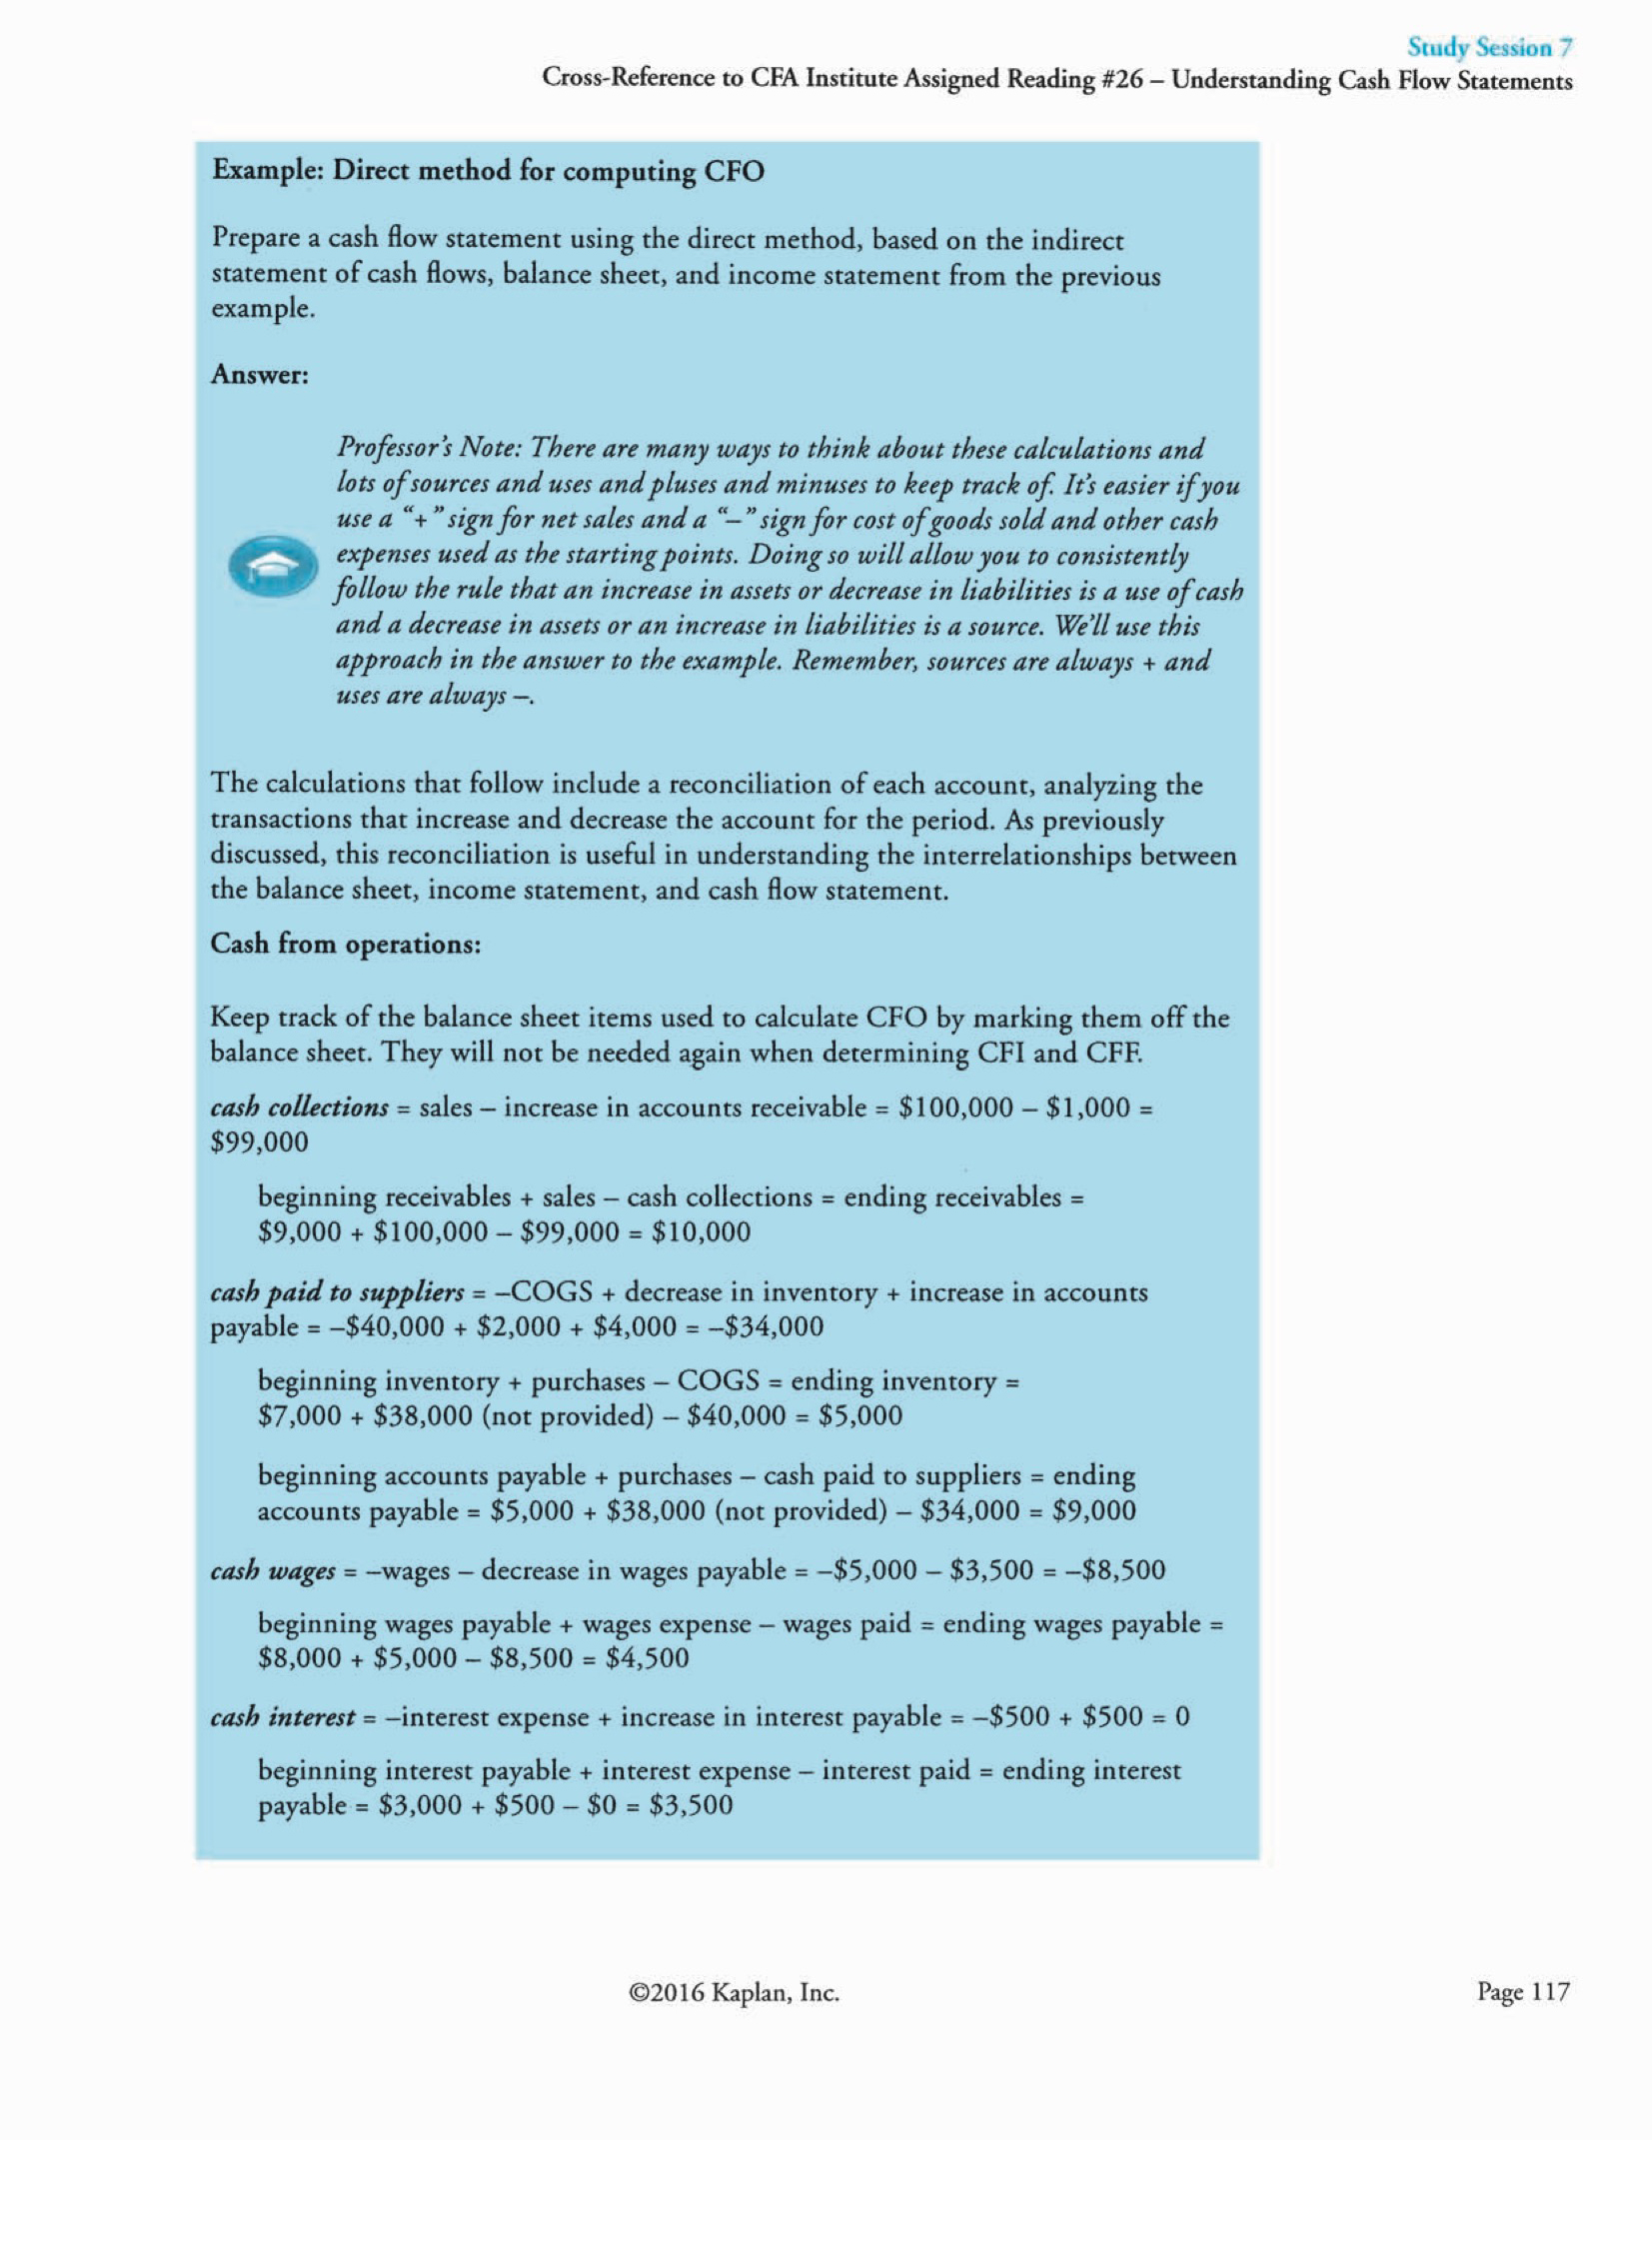 Study Session 7
Cross-Reference to CFA Institute Assigned Reading #26 – Understanding Cash Flow Statements
Example: Direct method for computing CFO
Prepare a cash flow statement using the direct method, based on the indirect
statement of cash flows, balance sheet, and income statement from the previous
example.
Answer:
Professor's Note: There are many ways to think about these calculations and
lots of sources and uses and pluses and minuses to keep track of. It's easier if you
use a “+” sign for net sales and a “–” sign for cost of goods sold and other cash
expenses used as the starting points. Doing so will allow you to consistently
follow the rule that an increase in assets or decrease in liabilities is a use of cash
and a decrease in assets or an increase in liabilities is a source. We'll use this
approach in the answer to the example. Remember, sources are always + and
uses are always –.
The calculations that follow include a reconciliation of each account, analyzing the
transactions that increase and decrease the account for the period. As previously
discussed, this reconciliation is useful in understanding the interrelationships between
the balance sheet, income statement, and cash flow statement.
Cash from operations:
Keep track of the balance sheet items used to calculate CFO by marking them off the
balance sheet. They will not be needed again when determining CFI and CFF.
cash collections = sales – increase in accounts receivable = $100,000 – $1,000 =
$99,000
beginning receivables + sales – cash collections = ending receivables =
$9,000 + $100,000 – $99,000 = $10,000
cash paid to suppliers = –COGS + decrease in inventory + increase in accounts
payable = –$40,000 + $2,000 + $4,000 = –$34,000
beginning inventory + purchases – COGS = ending inventory =
$7,000 + $38,000 (not provided) – $40,000 = $5,000
beginning accounts payable + purchases – cash paid to suppliers = ending
accounts payable = $5,000 + $38,000 (not provided) – $34,000 = $9,000
cash wages = –wages – decrease in wages payable = –$5,000 – $3,500 = –$8,500
beginning wages payable + wages expense – wages paid = ending wages payable =
$8,000 + $5,000 – $8,500 = $4,500
cash interest = –interest expense + increase in interest payable = –$500 + $500 = 0
beginning interest payable + interest expense – interest paid = ending interest
payable = $3,000 + $500 – $0 = $3,500
©2016 Kaplan, Inc.
Page 117